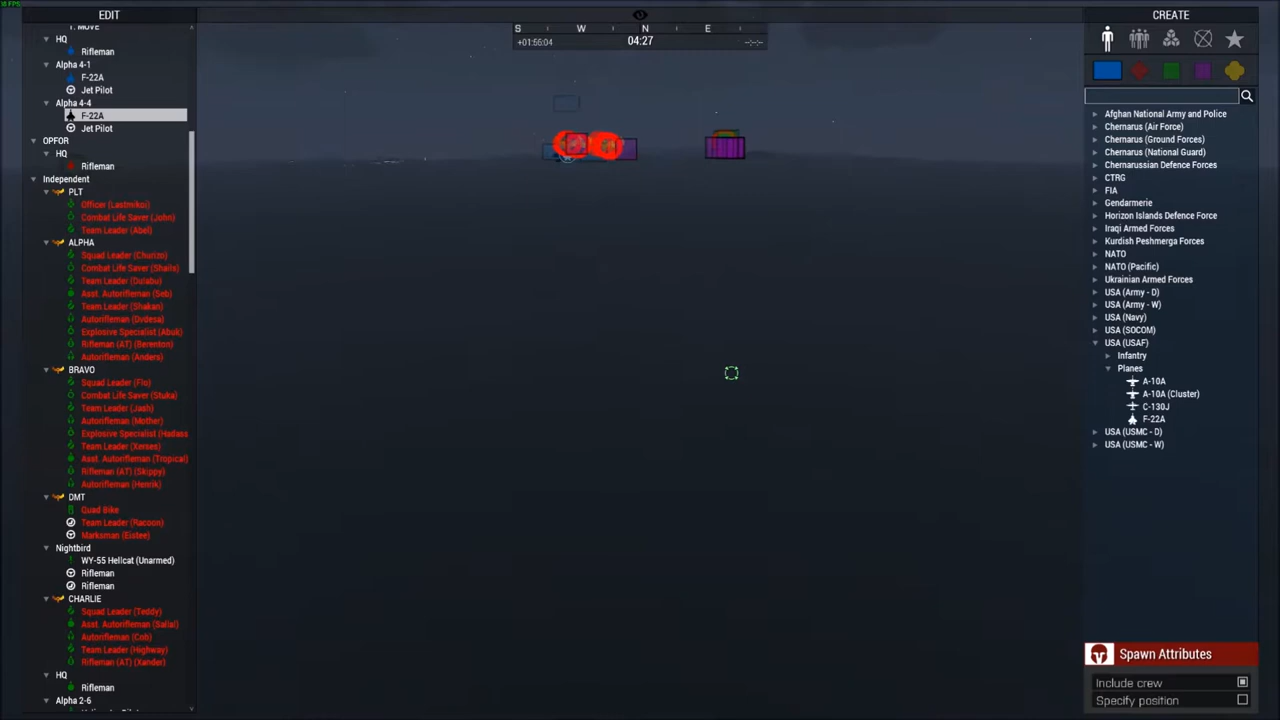 EDIT
1. MOVE
HQ
Rifleman
Alpha 4-1
F-22A
Jet Pilot
Alpha 4-4
F-22A
Jet Pilot
OPFOR
HQ
Rifleman
Independent
PLT
Officer (Lastmikoi)
Combat Life Saver (John)
Team Leader (Abel)
ALPHA
Squad Leader (Churizo)
Combat Life Saver (Shails)
Team Leader (Dulabu)
Asst. Autorifleman (Seb)
Team Leader (Shakan)
Autorifleman (Dvdesa)
Explosive Specialist (Abuk)
Rifleman (AT) (Berenton)
Autorifleman (Anders)
BRAVO
Squad Leader (Flo)
Combat Life Saver (Stuka)
Team Leader (Jash)
Autorifleman (Mother)
Explosive Specialist (Hadass
Team Leader (Xerses)
Asst. Autorifleman (Tropical)
Rifleman (AT) (Skippy)
Autorifleman (Henrik)
DMT
Quad Bike
Team Leader (Racoon)
Marksman (Eistee)
Nightbird
WY-55 Hellcat (Unarmed)
Rifleman
Rifleman
CHARLIE
Squad Leader (Teddy)
Asst. Autorifleman (Sallal)
Autorifleman (Cob)
Team Leader (Highway)
Rifleman (AT) (Xander)
HQ
Rifleman
Alpha 2-6
S W N E
+01:56:04 04:27 --:--
CREATE
Afghan National Army and Police
Chernarus (Air Force)
Chernarus (Ground Forces)
Chernarus (National Guard)
Chernarussian Defense Forces
CTRG
FIA
Gendarmerie
Horizon Islands Defence Force
Iraqi Armed Forces
Kurdish Peshmerga Forces
NATO
NATO (Pacific)
Ukrainian Armed Forces
USA (Army - D)
USA (Army - W)
USA (Navy)
USA (SOCOM)
USA (USAF)
Infantry
Planes
A-10A
A-10A (Cluster)
C-130J
F-22A
USA (USMC - D)
USA (USMC - W)
Spawn Attributes
Include crew
Specify position